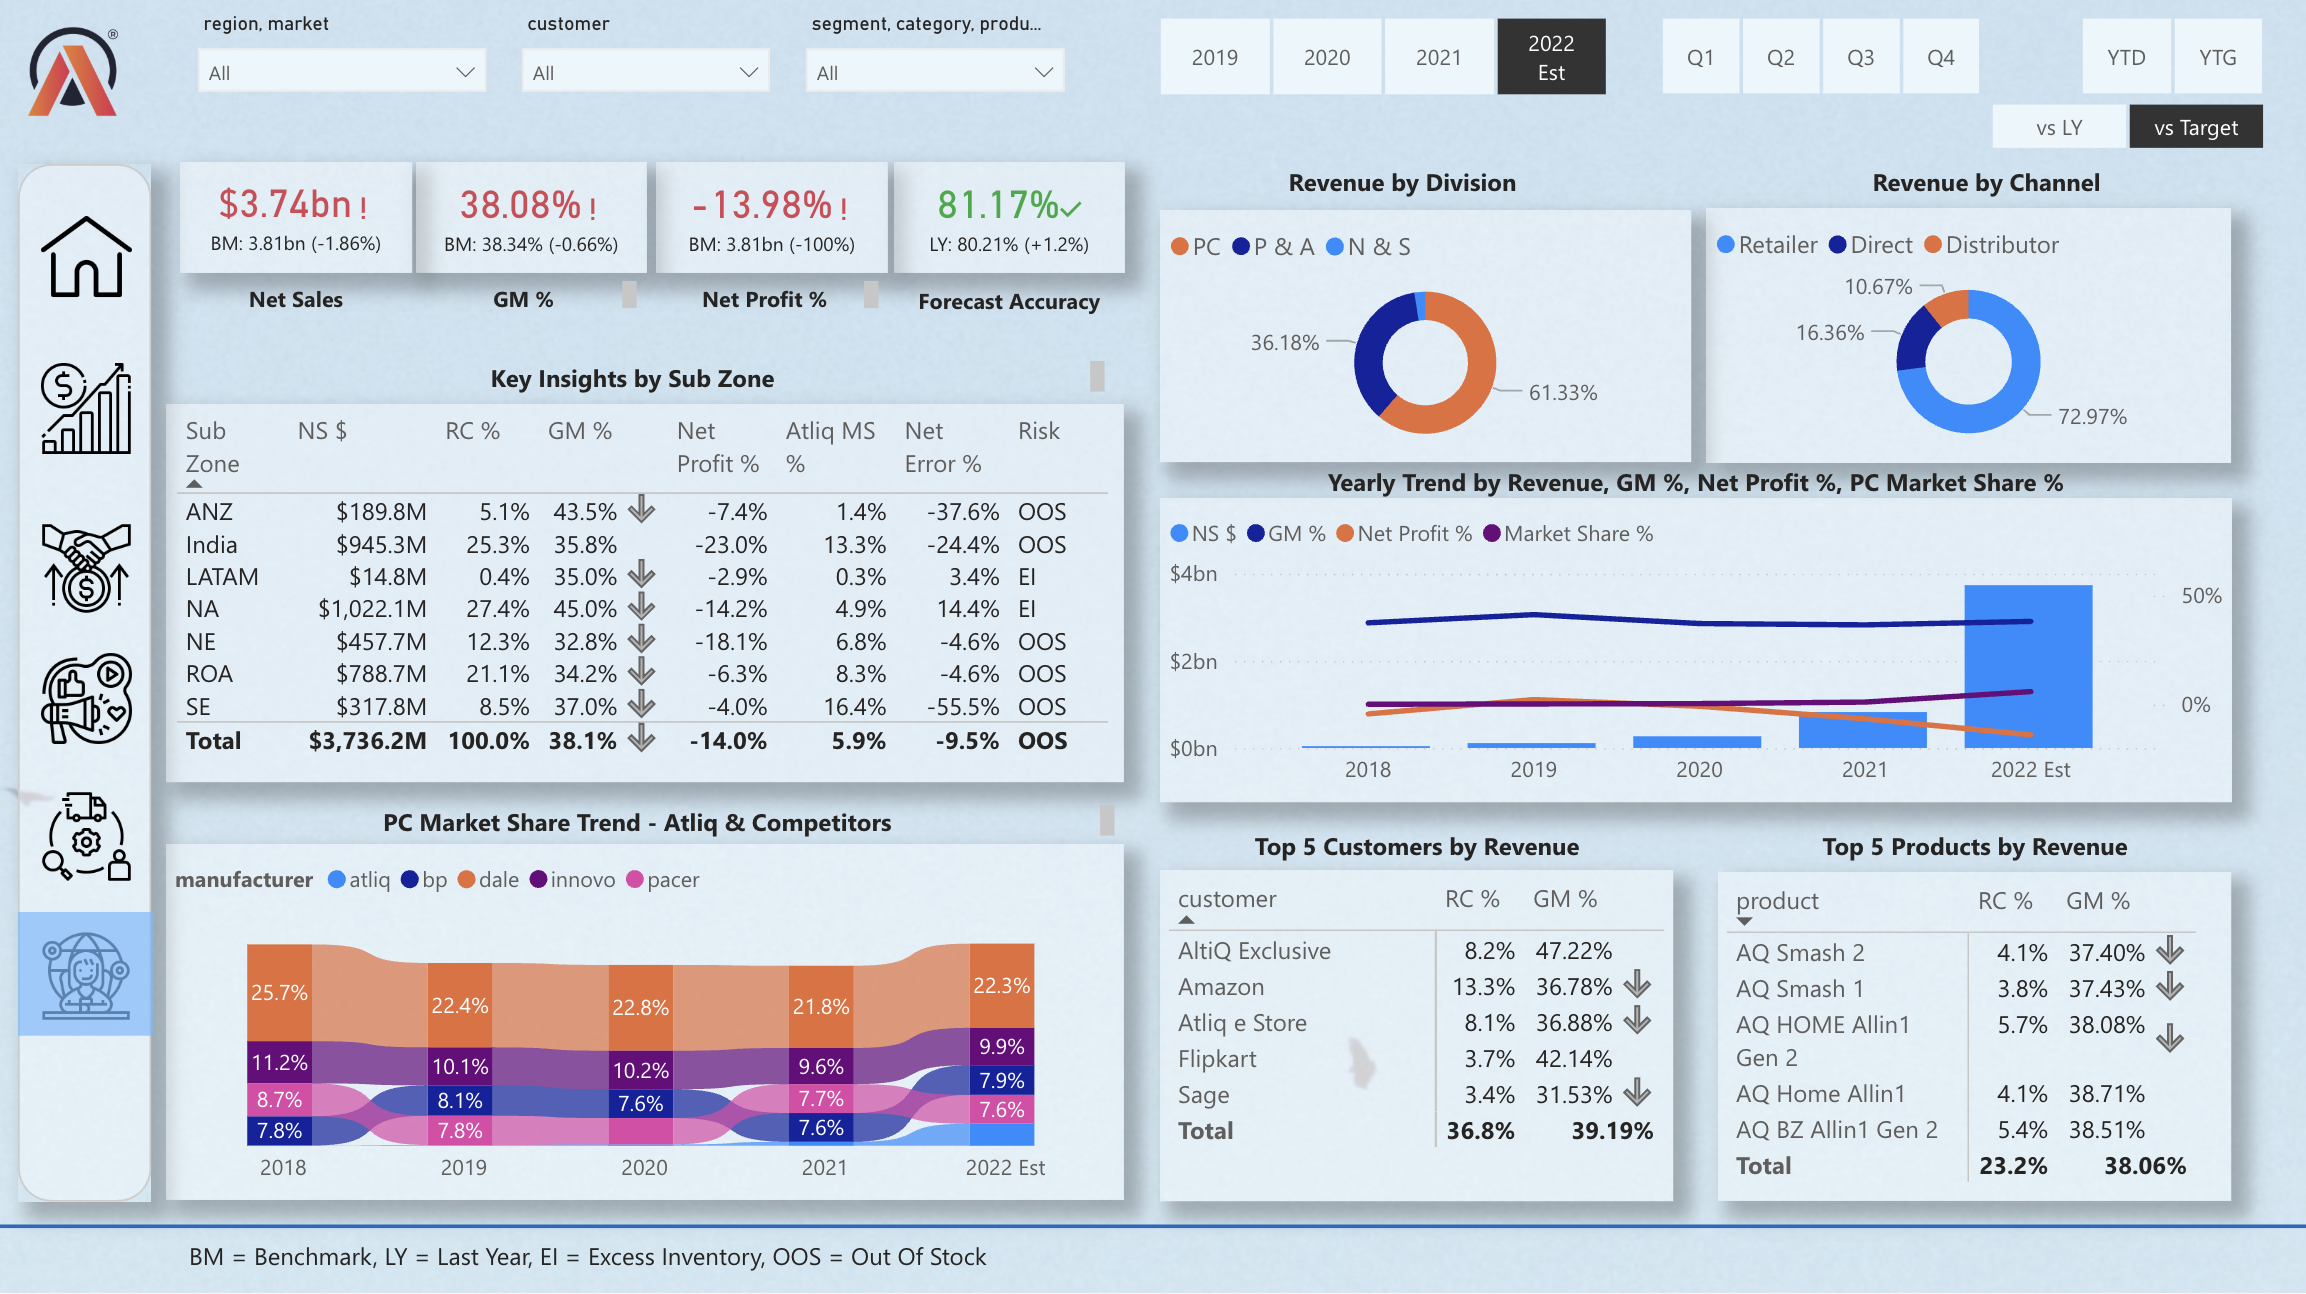 ®
region, market
customer
segment, category, produ...
All
All
All
2019
2020
2021
2022
Est
Q1
Q2
Q3
Q4
YTD
YTG
vs LY
vs Target
$3.74bn !
BM: 3.81bn (-1.86%)
Net Sales
38.08% !
BM: 38.34% (-0.66%)
GM %
-13.98% !
BM: 3.81bn (-100%)
Net Profit %
81.17%✓
LY: 80.21% (+1.2%)
Forecast Accuracy
Revenue by Division
PC P & A N & S
36.18%
61.33%
Revenue by Channel
Retailer Direct Distributor
10.67%
16.36%
72.97%
Key Insights by Sub Zone
Sub Zone NS $ RC % GM % Net Profit % Atliq MS % Net Error % Risk
ANZ $189.8M 5.1% 43.5% -7.4% 1.4% -37.6% OOS
India $945.3M 25.3% 35.8% -23.0% 13.3% -24.4% OOS
LATAM $14.8M 0.4% 35.0% -2.9% 0.3% 3.4% EI
NA $1,022.1M 27.4% 45.0% -14.2% 4.9% 14.4% EI
NE $457.7M 12.3% 32.8% -18.1% 6.8% -4.6% OOS
ROA $788.7M 21.1% 34.2% -6.3% 8.3% -4.6% OOS
SE $317.8M 8.5% 37.0% -4.0% 16.4% -55.5% OOS
Total $3,736.2M 100.0% 38.1% -14.0% 5.9% -9.5% OOS
Yearly Trend by Revenue, GM %, Net Profit %, PC Market Share %
NS $ GM % Net Profit % Market Share %
$4bn
$2bn
$0bn
50%
0%
2018 2019 2020 2021 2022 Est
PC Market Share Trend - Atliq & Competitors
manufacturer atliq bp dale innovo pacer
25.7% 22.4% 22.8% 21.8% 22.3%
11.2% 10.1% 10.2% 9.6% 9.9%
8.7% 8.1% 7.6% 7.7% 7.9%
7.8% 7.8% 7.6% 7.6%
2018 2019 2020 2021 2022 Est
Top 5 Customers by Revenue
customer RC % GM %
AltiQ Exclusive 8.2% 47.22%
Amazon 13.3% 36.78%
Atliq e Store 8.1% 36.88%
Flipkart 3.7% 42.14%
Sage 3.4% 31.53%
Total 36.8% 39.19%
Top 5 Products by Revenue
product RC % GM %
AQ Smash 2 4.1% 37.40%
AQ Smash 1 3.8% 37.43%
AQ HOME Allin1 5.7% 38.08%
Gen 2
AQ Home Allin1 4.1% 38.71%
AQ BZ Allin1 Gen 2 5.4% 38.51%
Total 23.2% 38.06%
BM = Benchmark, LY = Last Year, EI = Excess Inventory, OOS = Out Of Stock